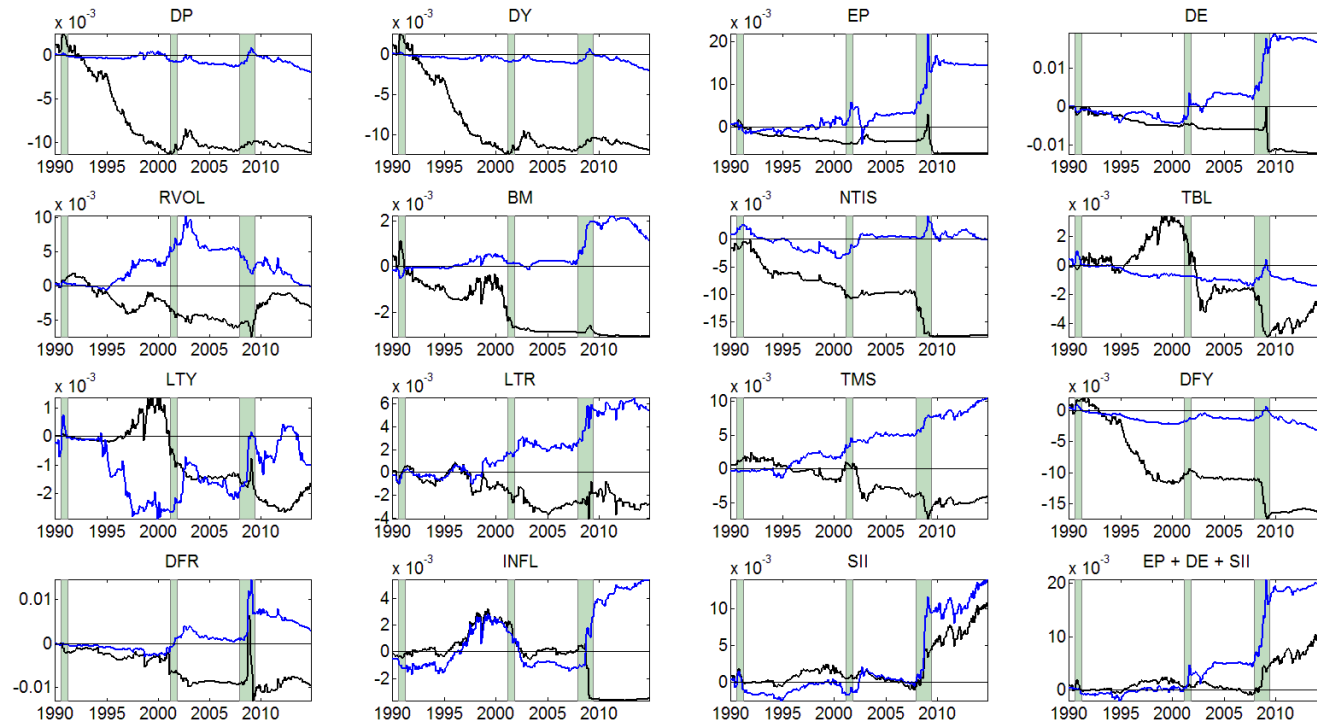 DP DY EP DE
x 10⁻³ x 10⁻³ x 10⁻³
0 0 20 0.01
-5 -5 10 0
-10 -10 0 -0.01
1990 1995 2000 2005 2010 1990 1995 2000 2005 2010 1990 1995 2000 2005 2010 1990 1995 2000 2005 2010
RVOL BM NTIS TBL
x 10⁻³ x 10⁻³ x 10⁻³ x 10⁻³
10 2 0 2
5 0 -5 0
0 -2 -10 -2
-5 -15 -4
1990 1995 2000 2005 2010 1990 1995 2000 2005 2010 1990 1995 2000 2005 2010 1990 1995 2000 2005 2010
LTY LTR TMS DFY
x 10⁻³ x 10⁻³ x 10⁻³ x 10⁻³
1 6 10 0
0 4 5 -5
-1 2 0 -10
-2 0 -5 -15
-2
-4
1990 1995 2000 2005 2010 1990 1995 2000 2005 2010 1990 1995 2000 2005 2010 1990 1995 2000 2005 2010
DFR INFL SII EP + DE + SII
x 10⁻³ x 10⁻³ x 10⁻³
0.01 4 10 20
0 2 5 10
-0.01 0 0 0
-2
1990 1995 2000 2005 2010 1990 1995 2000 2005 2010 1990 1995 2000 2005 2010 1990 1995 2000 2005 2010